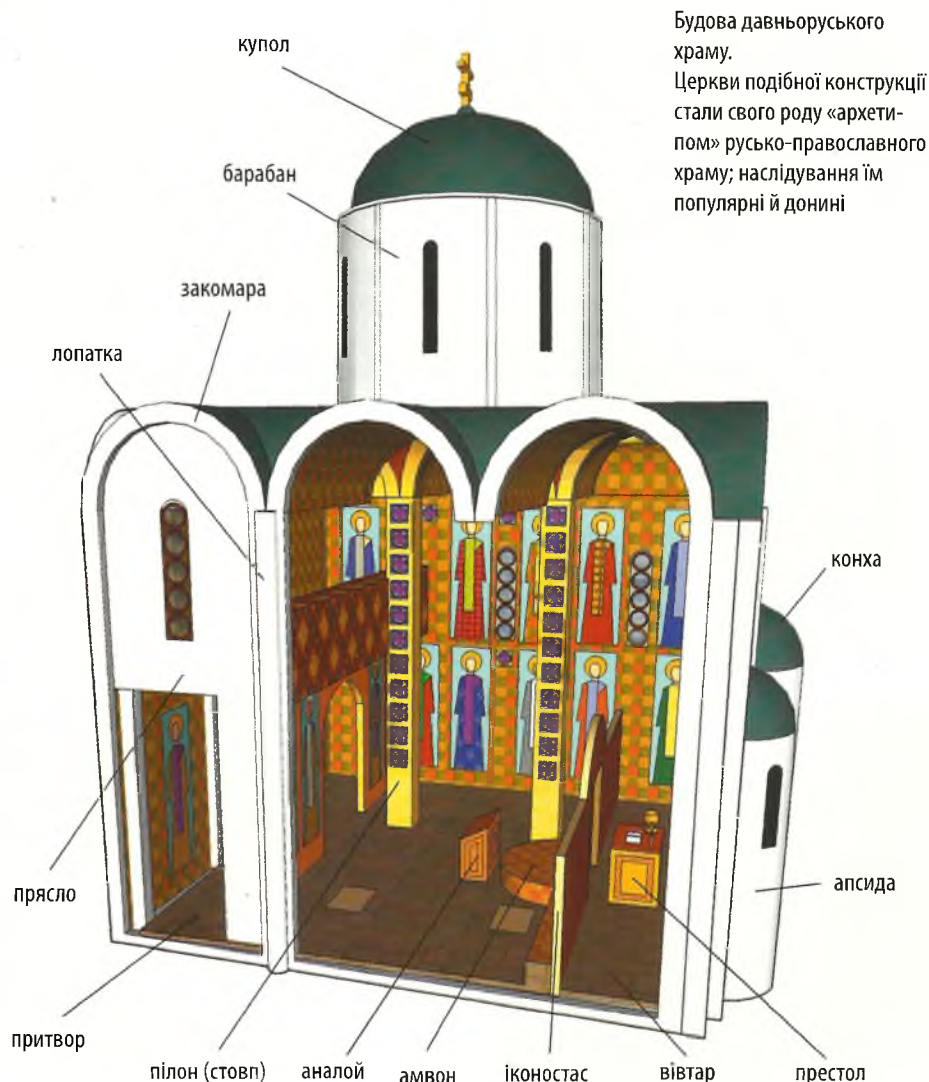 Будова давньоруського
храму.
Церкви подібної конструкції
стали свого роду «архети-
пом» русько-православного
храму; наслідування їм
популярні й донині
купол
барабан
закомара
лопатка
конха
прясло
апсида
притвор
пілон (стовп)
аналой
амвон
іконостас
вівтар
престол